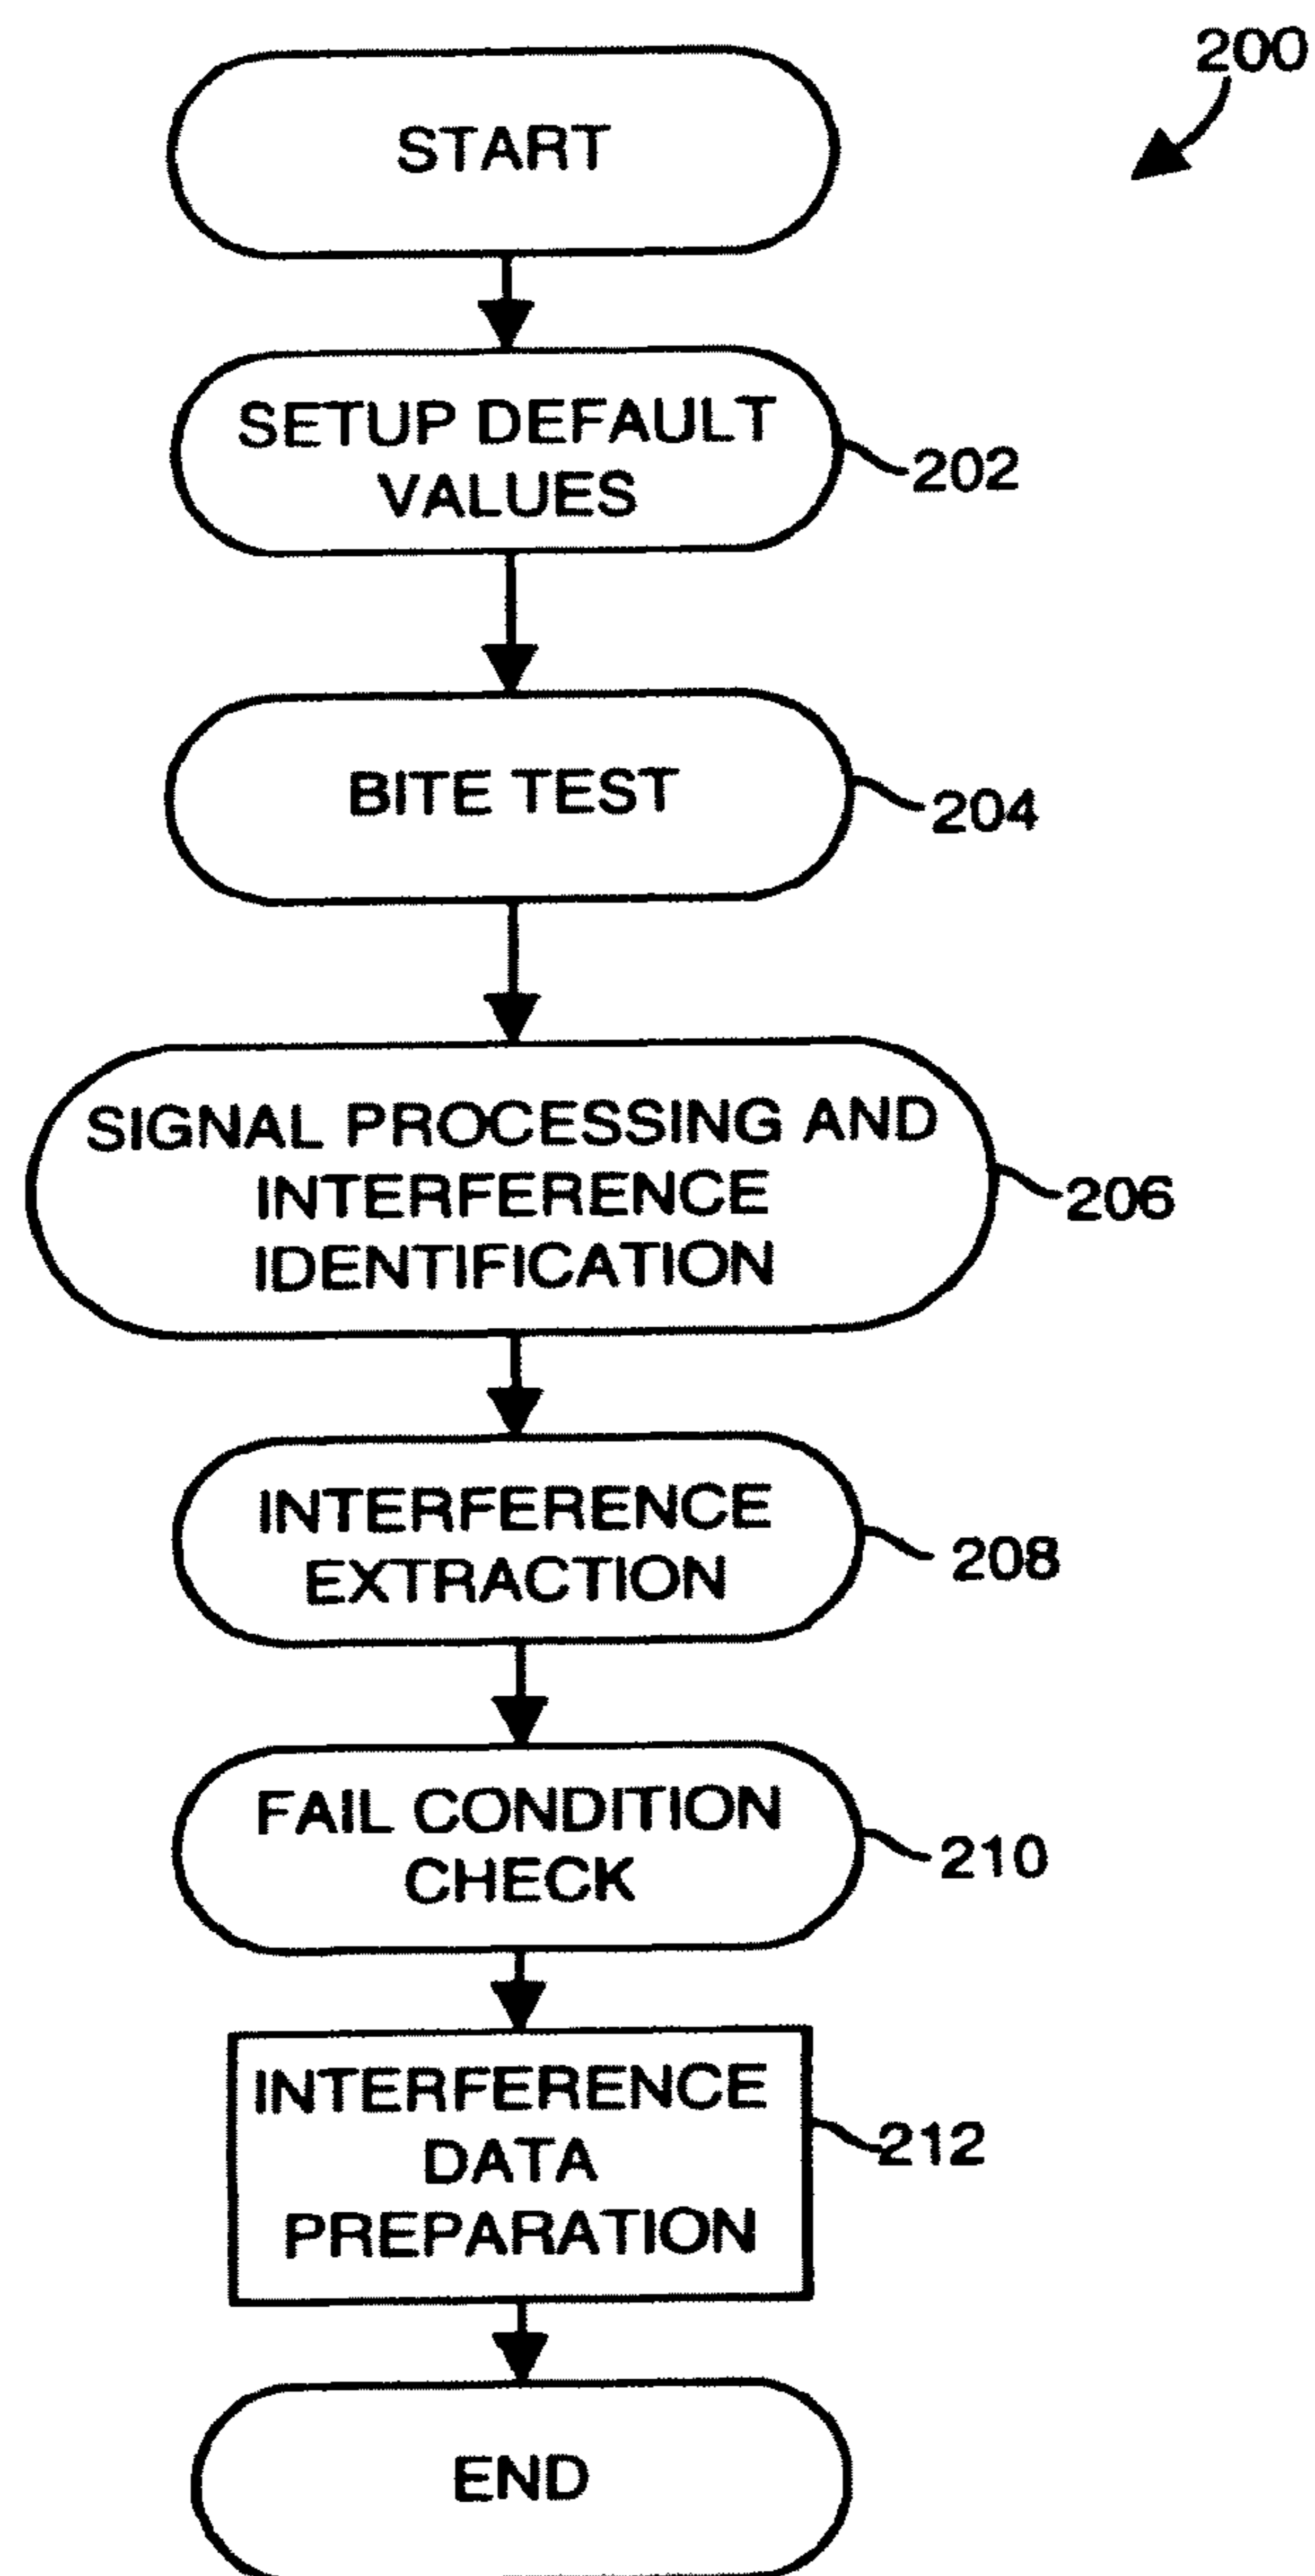 200
START
SETUP DEFAULT
VALUES
202
BITE TEST
204
SIGNAL PROCESSING AND
INTERFERENCE
IDENTIFICATION
206
INTERFERENCE
EXTRACTION
208
FAIL CONDITION
CHECK
210
INTERFERENCE
DATA
PREPARATION
212
END